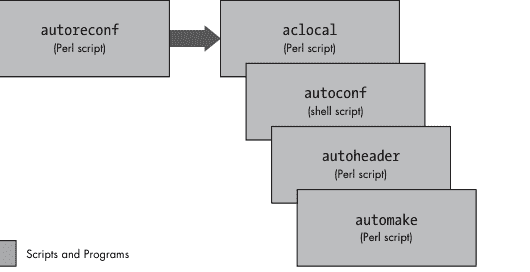 autoreconf
(Perl script)
aclocal
(Perl script)
autoconf
(shell script)
autoheader
(Perl script)
automake
(Perl script)
Scripts and Programs